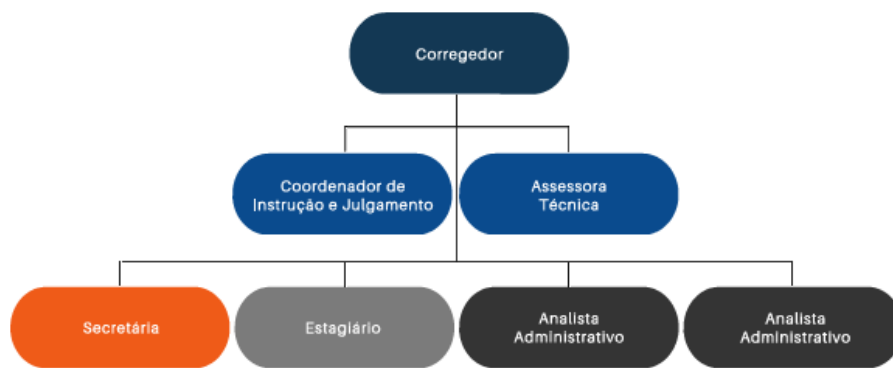 Corregedor
Coordenador de
Instrução e Julgamento
Assessora
Técnica
Secretária
Estagiário
Analista
Administrativo
Analista
Administrativo